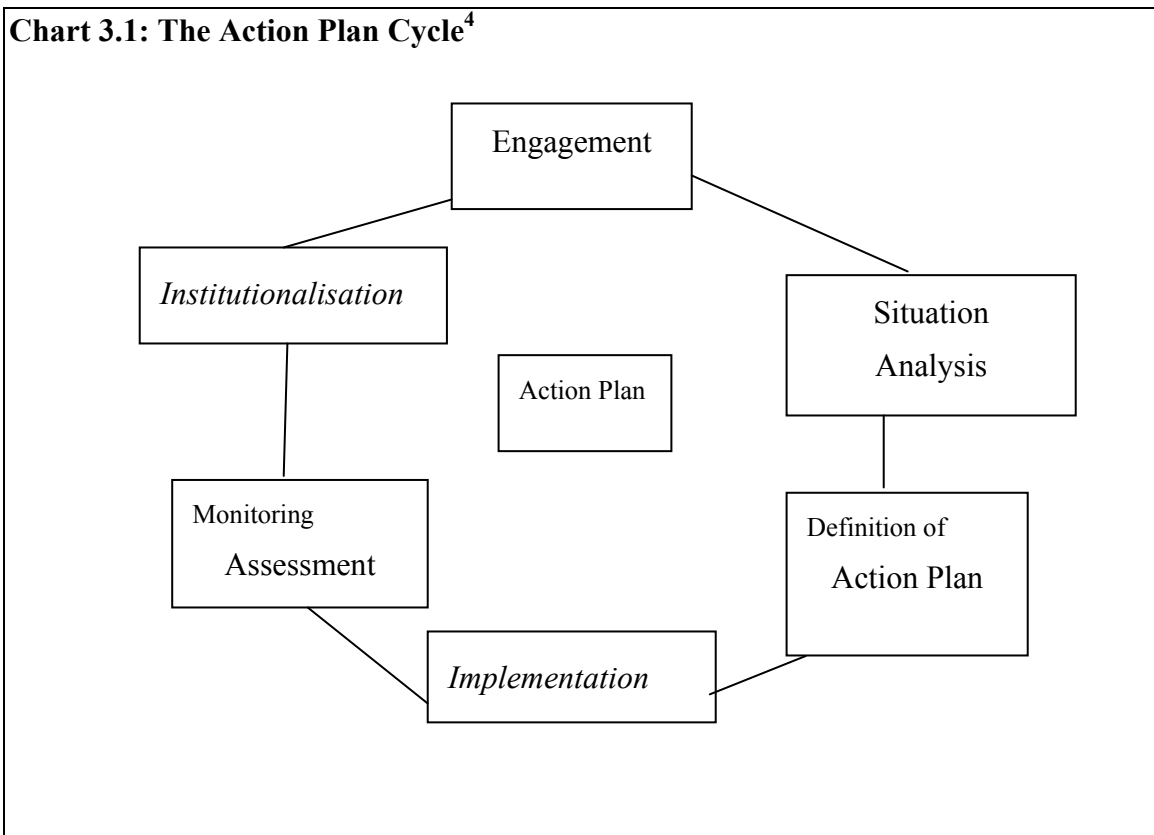 Chart 3.1: The Action Plan Cycle4
Engagement
Institutionalisation
Situation
Analysis
Action Plan
Monitoring
Assessment
Definition of
Action Plan
Implementation